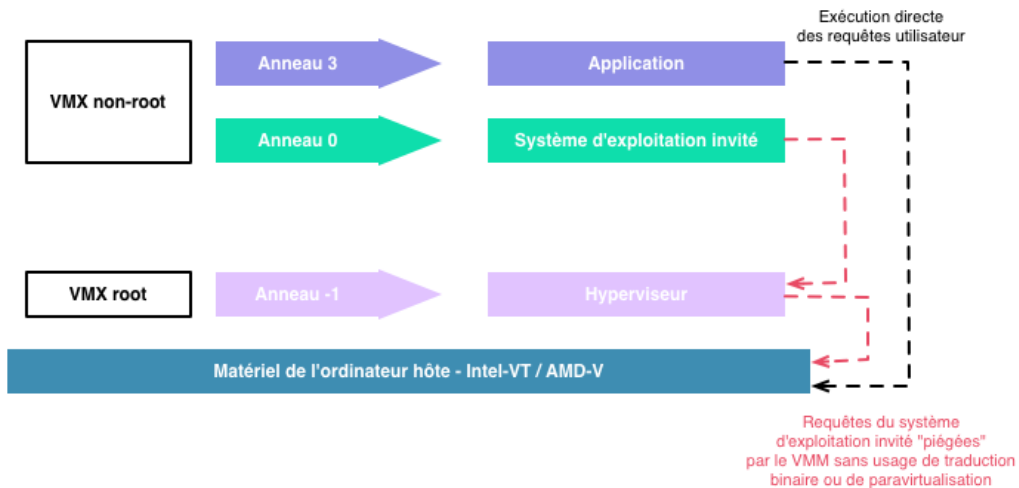 Exécution directe
des requêtes utilisateur
VMX non-root
Anneau 3
Application
Anneau 0
Système d'exploitation invité
VMX root
Anneau -1
Hyperviseur
Matériel de l'ordinateur hôte - Intel-VT / AMD-V
Requêtes du système
d'exploitation invité "piégées"
par le VMM sans usage de traduction
binaire ou de paravirtualisation